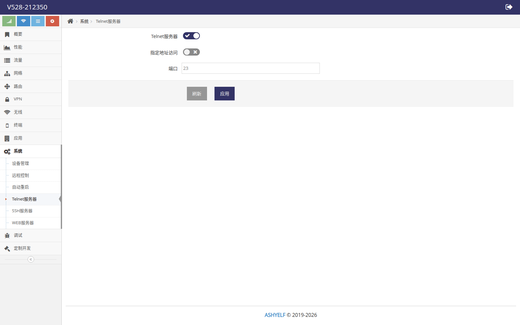 V528-212350
系统 Telnet服务器
概要
性能
流量
网络
路由
VPN
无线
终端
应用
系统
设备管理
远程控制
自动重启
Telnet服务器
SSH服务器
WEB服务器
调试
定制开发
Telnet服务器
指定地址访问
端口 23
刷新 应用
ASHYELF © 2019-2026